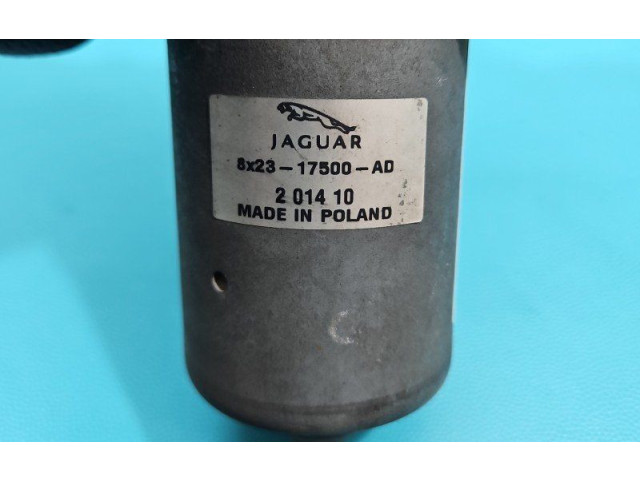 JAGUAR
8x23-17500-AD
2 014 10
MADE IN POLAND